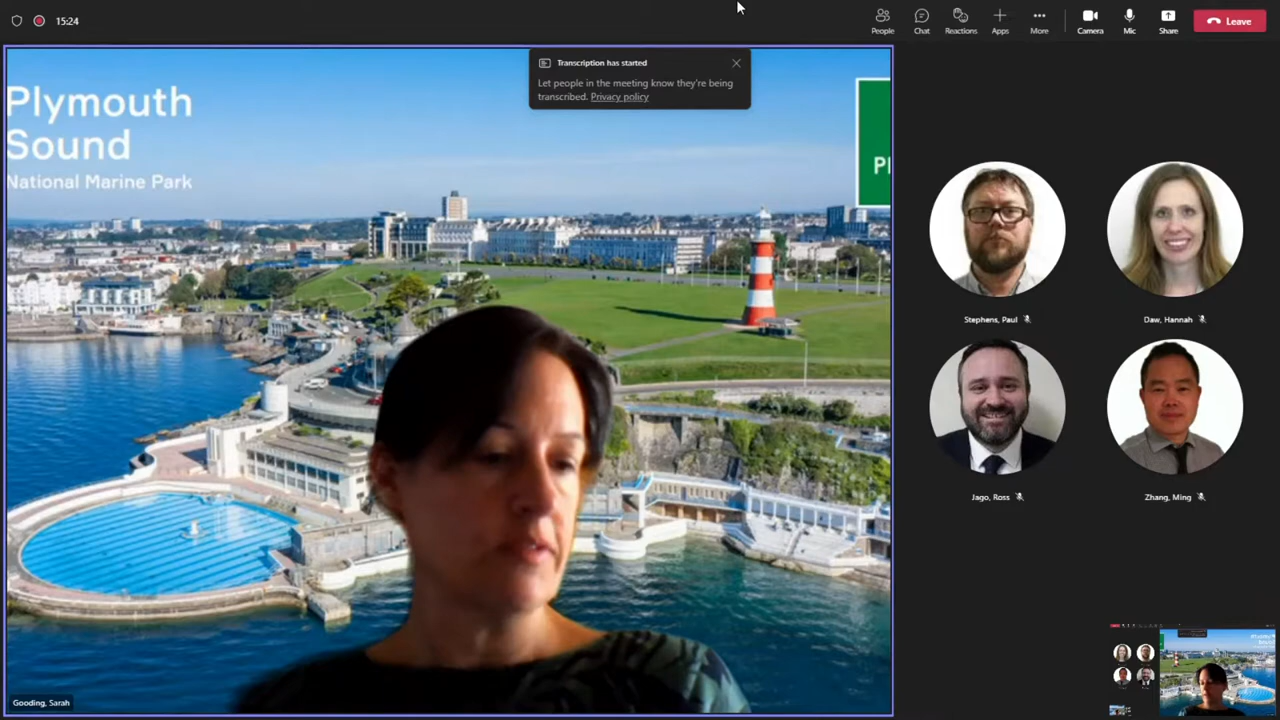 15:24
People
Chat
Reactions
Apps
More
Camera
Mic
Share
Leave
Transcription has started
Let people in the meeting know they're being
transcribed. Privacy policy
Plymouth
Sound
National Marine Park
Stephens, Paul
Daw, Hannah
Jago, Ross
Zhang, Ming
Gooding, Sarah